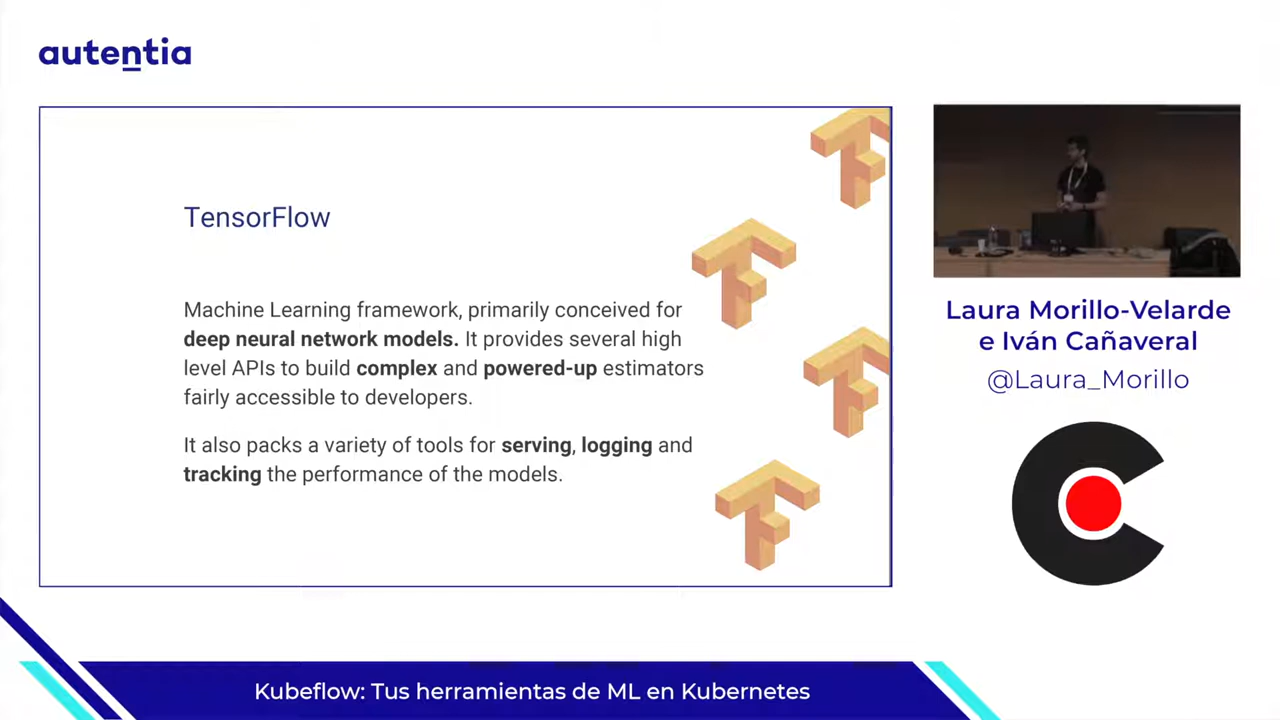 autentia
TensorFlow
Machine Learning framework, primarily conceived for
deep neural network models. It provides several high
level APIs to build complex and powered-up estimators
fairly accessible to developers.
It also packs a variety of tools for serving, logging and
tracking the performance of the models.
Laura Morillo-Velarde
e Iván Cañaveral
@Laura_Morillo
Kubeflow: Tus herramientas de ML en Kubernetes